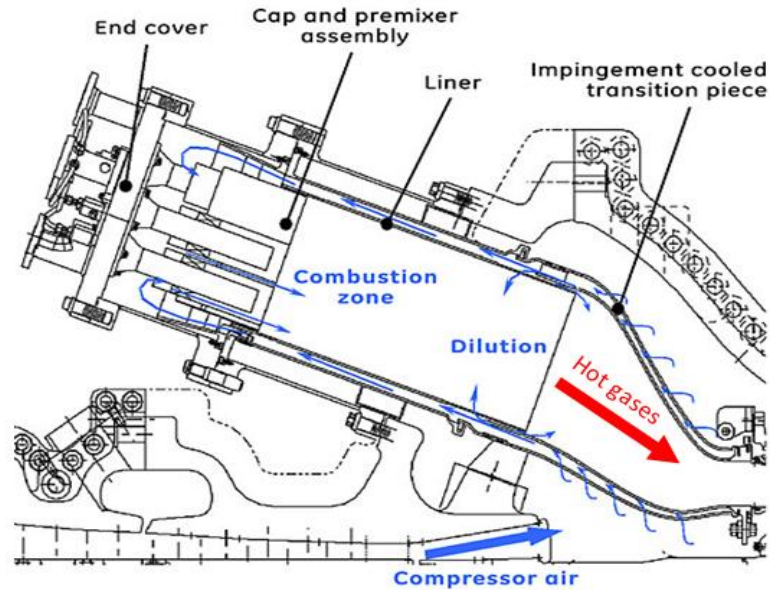 End cover
Cap and premixer
assembly
Liner
Impingement cooled
transition piece
Combustion
zone
Dilution
Hot gases
Compressor air